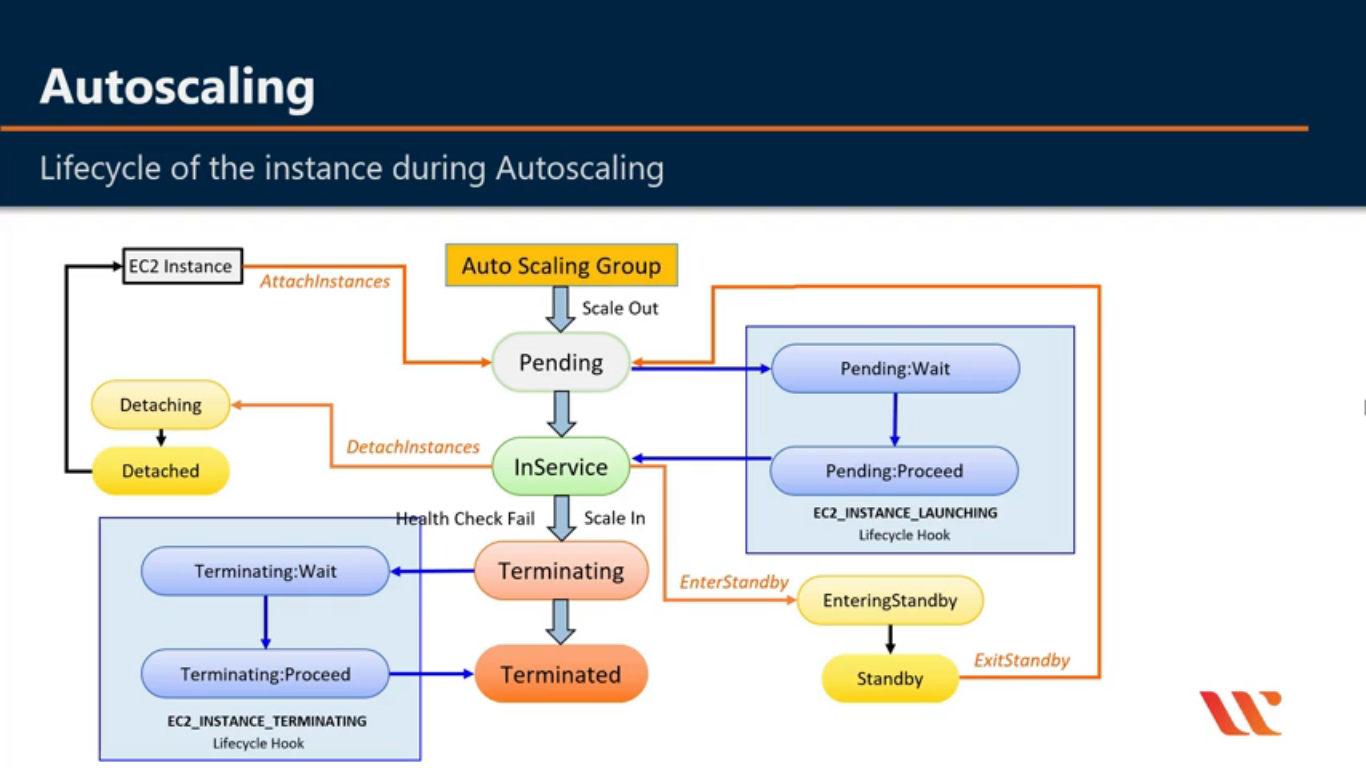 Autoscaling
Lifecycle of the instance during Autoscaling
EC2 Instance
AttachInstances
Auto Scaling Group
Scale Out
Pending
Pending:Wait
Detaching
DetachInstances
InService
Detached
Pending:Proceed
EC2_INSTANCE_LAUNCHING
Lifecycle Hook
Health Check Fail
Scale In
Terminating:Wait
Terminating
EnterStandby
EnteringStandby
Terminating:Proceed
Terminated
Standby
ExitStandby
EC2_INSTANCE_TERMINATING
Lifecycle Hook